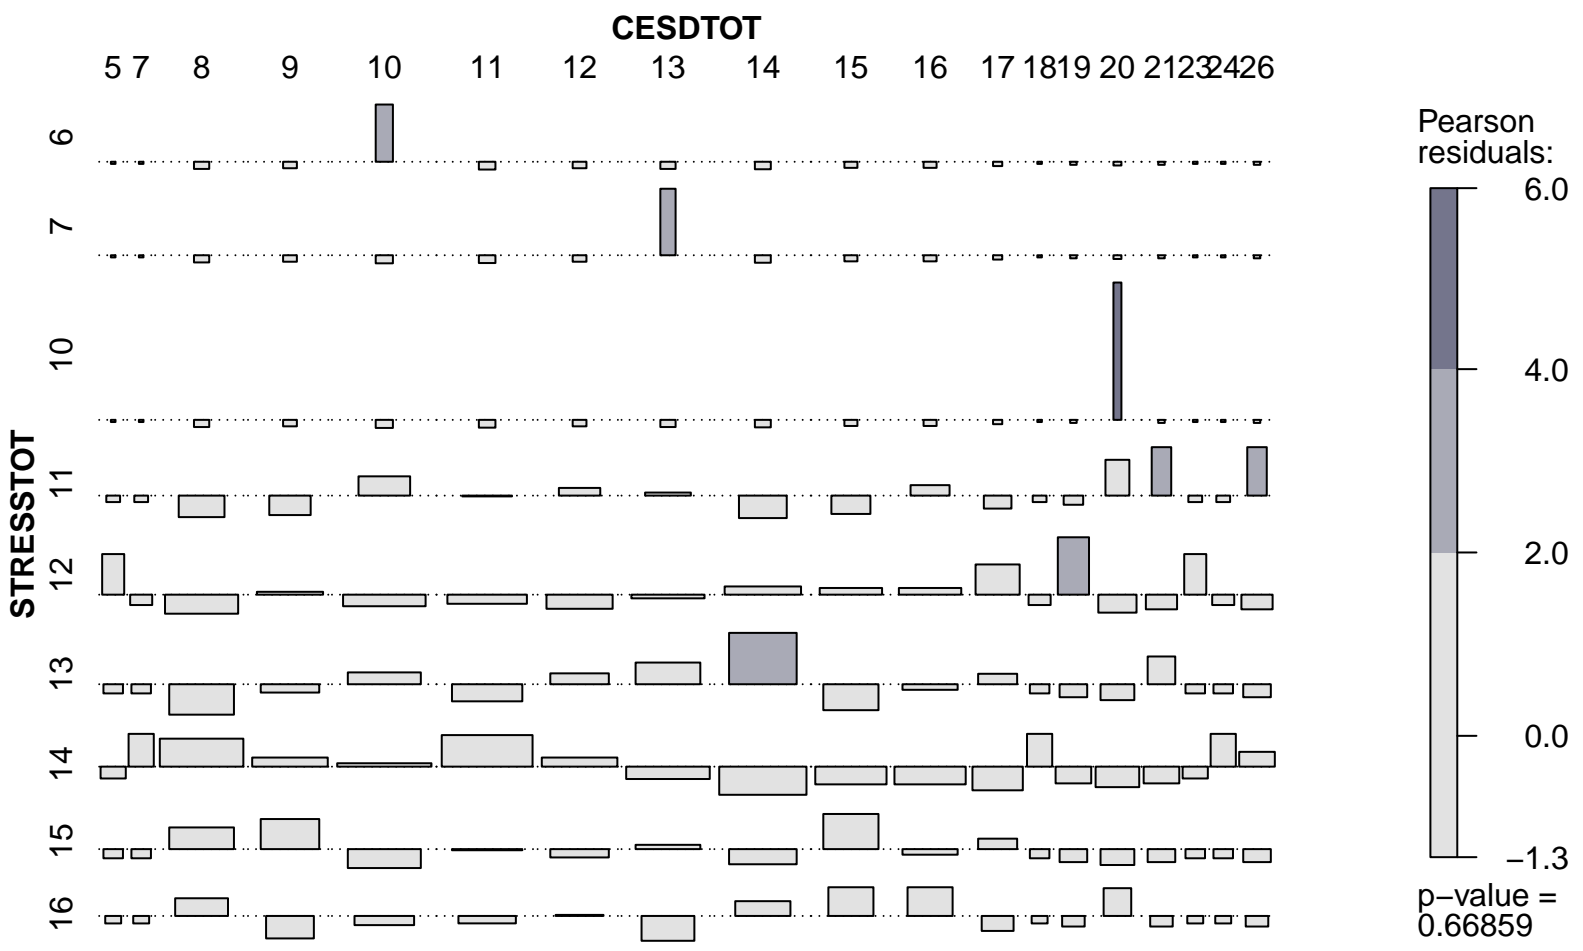 CESDTOT
5 7 8 9 10 11 12 13 14 15 16 17 18 19 20 21 23 24 26
STRESSTOT
6
7
10
11
12
13
14
15
16
Pearson
residuals:
6.0
4.0
2.0
0.0
−1.3
p−value =
0.66859